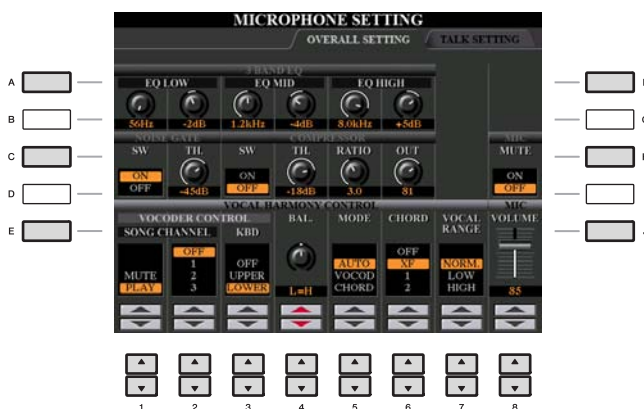 MICROPHONE SETTING
OVERALL SETTING TALK SETTING
3 BAND EQ
EQ LOW EQ MID EQ HIGH
56Hz -2dB 1.2kHz -4dB 8.0kHz +5dB
NOISE GATE COMPRESSOR MIC
SW TH. SW TH. RATIO OUT MUTE
ON ON ON
OFF -45dB OFF -18dB 3.0 81 OFF
VOCAL HARMONY CONTROL MIC
VOCODER CONTROL BAL. MODE CHORD VOCAL RANGE VOLUME
SONG CHANNEL KBD
OFF OFF
1 OFF AUTO XF NORM.
MUTE 2 UPPER VOCOD 1 LOW
PLAY 3 LOWER L=H CHORD 2 HIGH 85
A
B
C
D
E
1 2 3 4 5 6 7 8